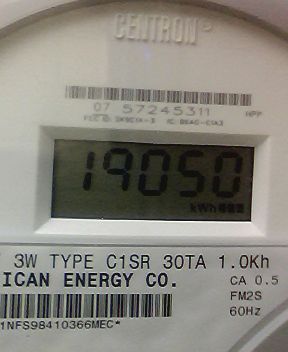 CENTRON®
07 57245311 HPP
19050
kWh
3W TYPE C1SR 30TA 1.0Kh
ICAN ENERGY CO. CA 0.5
FM2S
60Hz
1NFS98410366MEC*